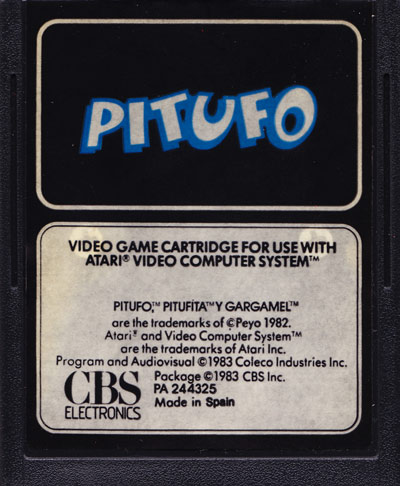 PITUFO
VIDEO GAME CARTRIDGE FOR USE WITH
ATARI® VIDEO COMPUTER SYSTEM™
PITUFO,™ PITUFITA™ Y GARGAMEL™
are the trademarks of ©Peyo 1982.
Atari® and Video Computer System™
are the trademarks of Atari Inc.
Program and Audiovisual ©1983 Coleco Industries Inc.
Package ©1983 CBS Inc.
PA 244325
Made in Spain
CBS
ELECTRONICS